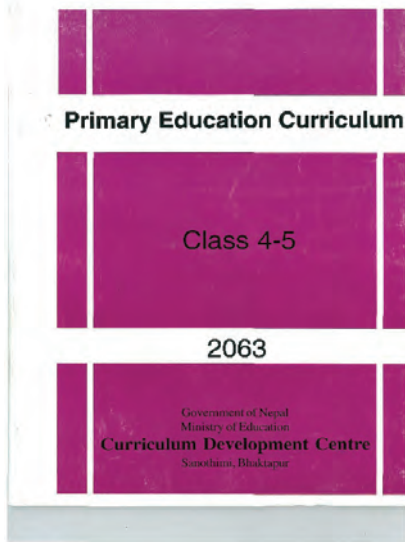 Primary Education Curriculum
Class 4-5
2063
Government of Nepal
Ministry of Education
Curriculum Development Centre
Sanothimi, Bhaktapur